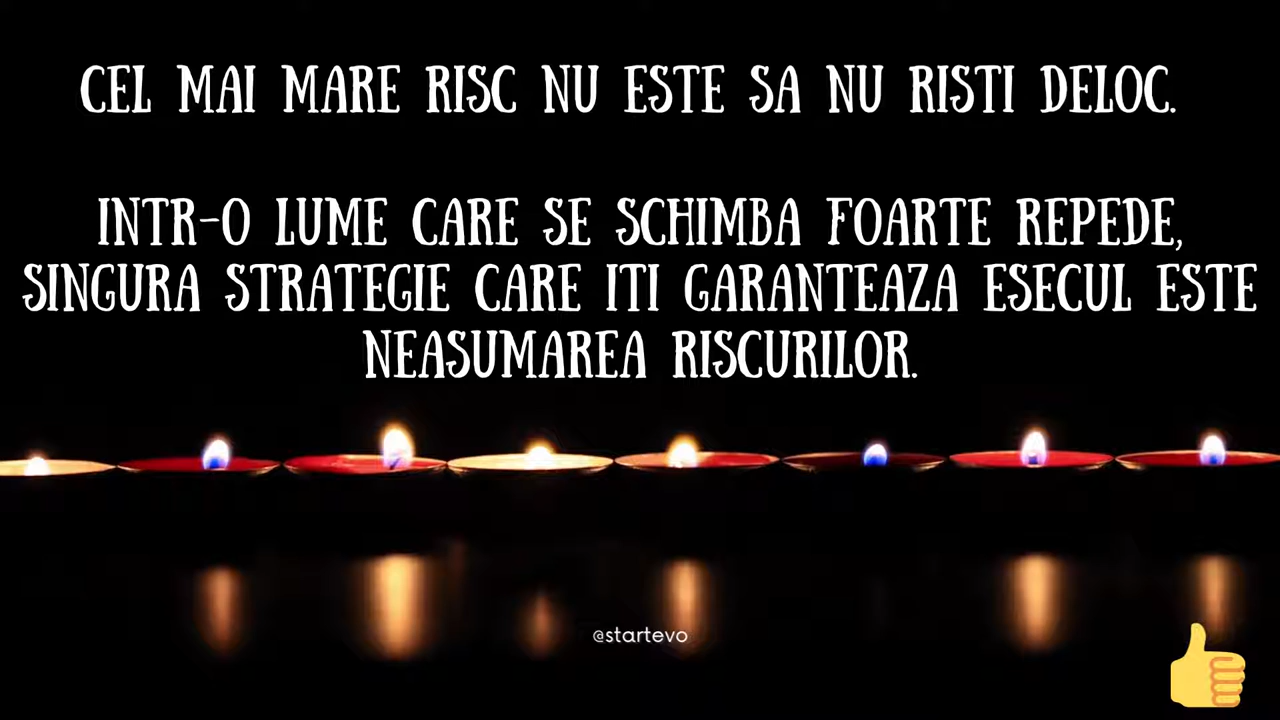 CEL MAI MARE RISC NU ESTE SA NU RISTI DELOC.
INTR-O LUME CARE SE SCHIMBA FOARTE REPEDE,
SINGURA STRATEGIE CARE ITI GARANTEAZA ESECUL ESTE
NEASUMAREA RISCURILOR.
@startevo